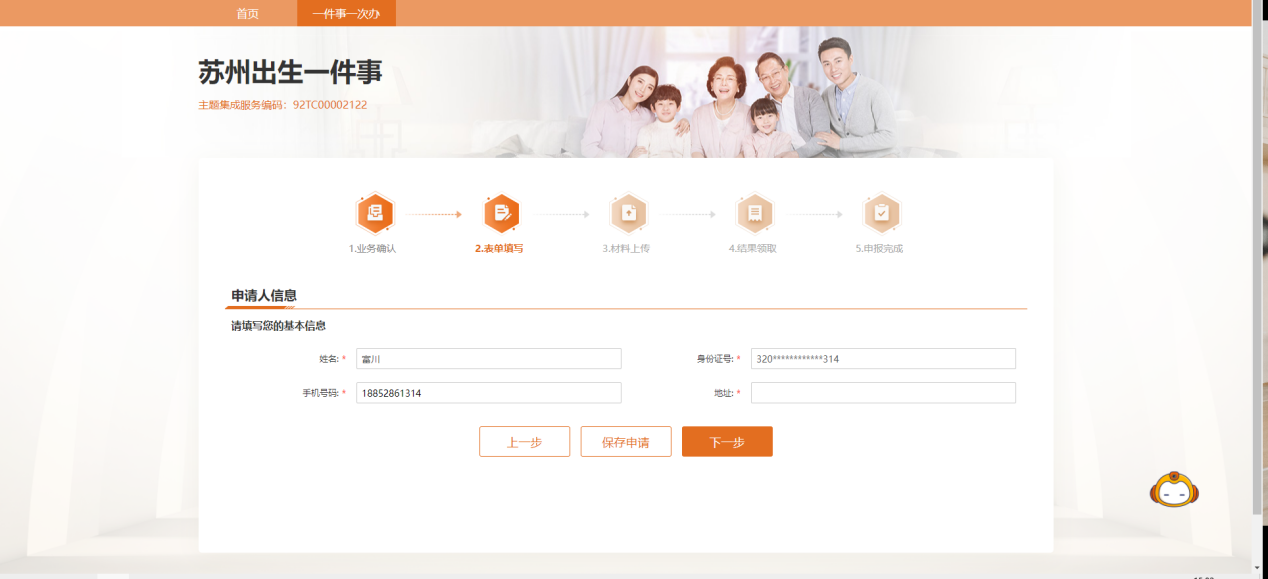 首页 一件事一次办
苏州出生一件事
主题集成服务编码：92TC00002122
1.业务确认 2.表单填写 3.材料上传 4.结果领取 5.申报完成
申请人信息
请填写您的基本信息
姓名: * 富川 身份证号: * 320************314
手机号码: * 18852861314 地址: *
上一步 保存申请 下一步